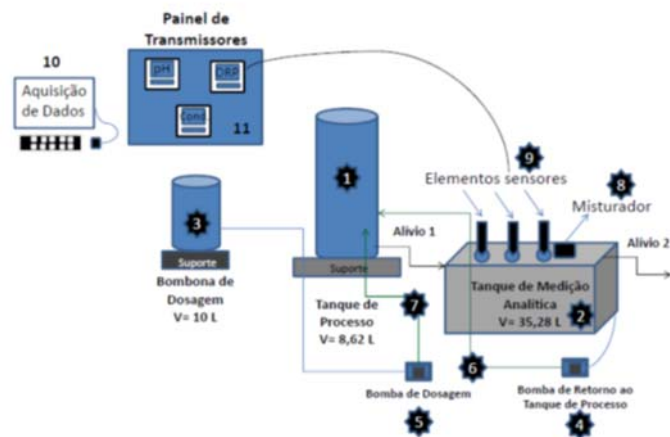 Painel de
Transmissores
10
Aquisição
de Dados
pH
ORP
Cond.
11
1
9
Elementos sensores
8
Misturador
3
Alívio 1
Alívio 2
Suporte
Suporte
Bombona de
Dosagem
V= 10 L
Tanque de
Processo
V= 8,62 L
7
Tanque de Medição
Analítica
V= 35,28 L
2
6
Bomba de Dosagem
5
Bomba de Retorno ao
Tanque de Processo
4